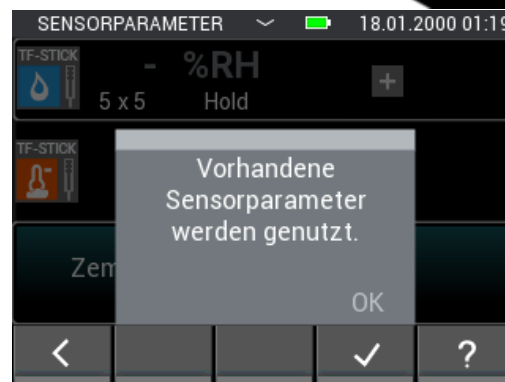 SENSORPARAMETER 18.01.2000 01:19
TF-STICK
- %RH
5 x 5 Hold
+
TF-STICK
Vorhandene
Sensorparameter
werden genutzt.
Zem
OK
?